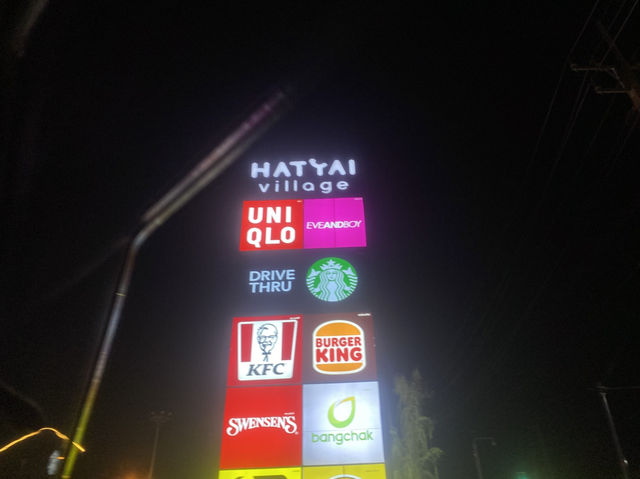 HATYAI
village
UNI
QLO
EVEANDBOY
DRIVE
THRU
KFC
BURGER
KING
SWENSEN'S
bangchak